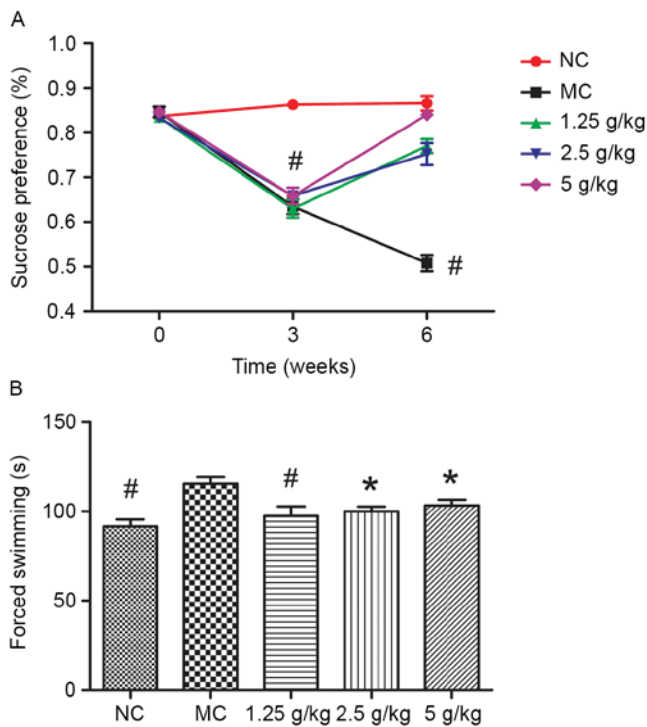 A
Sucrose preference (%)
1.0
0.9
0.8
0.7
0.6
0.5
0.4
#
#
0 3 6
Time (weeks)
NC
MC
1.25 g/kg
2.5 g/kg
5 g/kg
B
Forced swimming (s)
150
100
50
0
# # * *
NC MC 1.25 g/kg 2.5 g/kg 5 g/kg